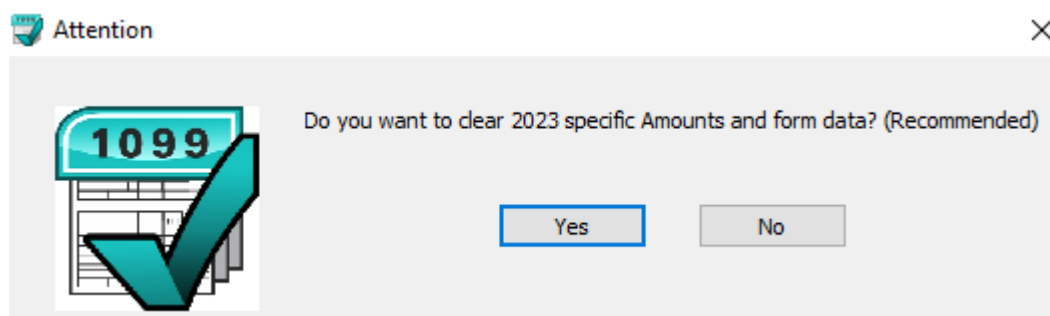 Attention
1099
Do you want to clear 2023 specific Amounts and form data? (Recommended)
Yes
No